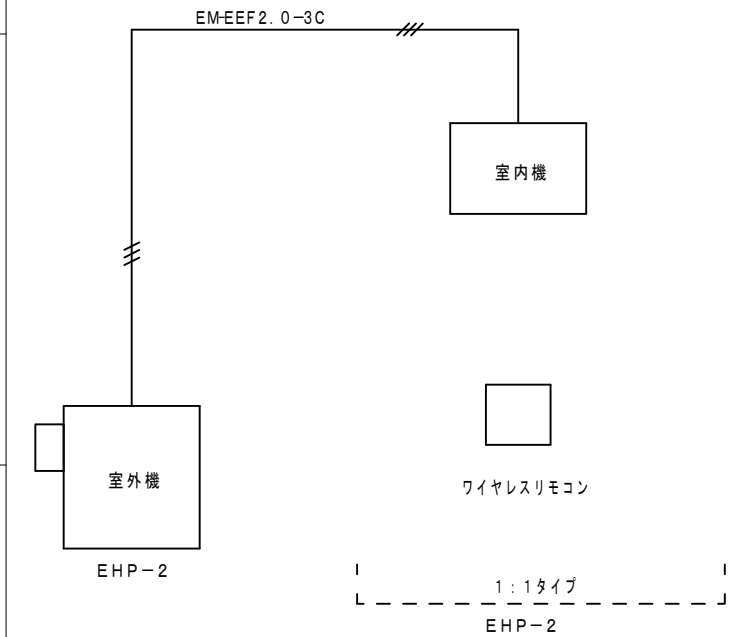 EM-EEF2.0-3C
室内機
室外機
ワイヤレスリモコン
EHP-2
1:1タイプ
EHP-2